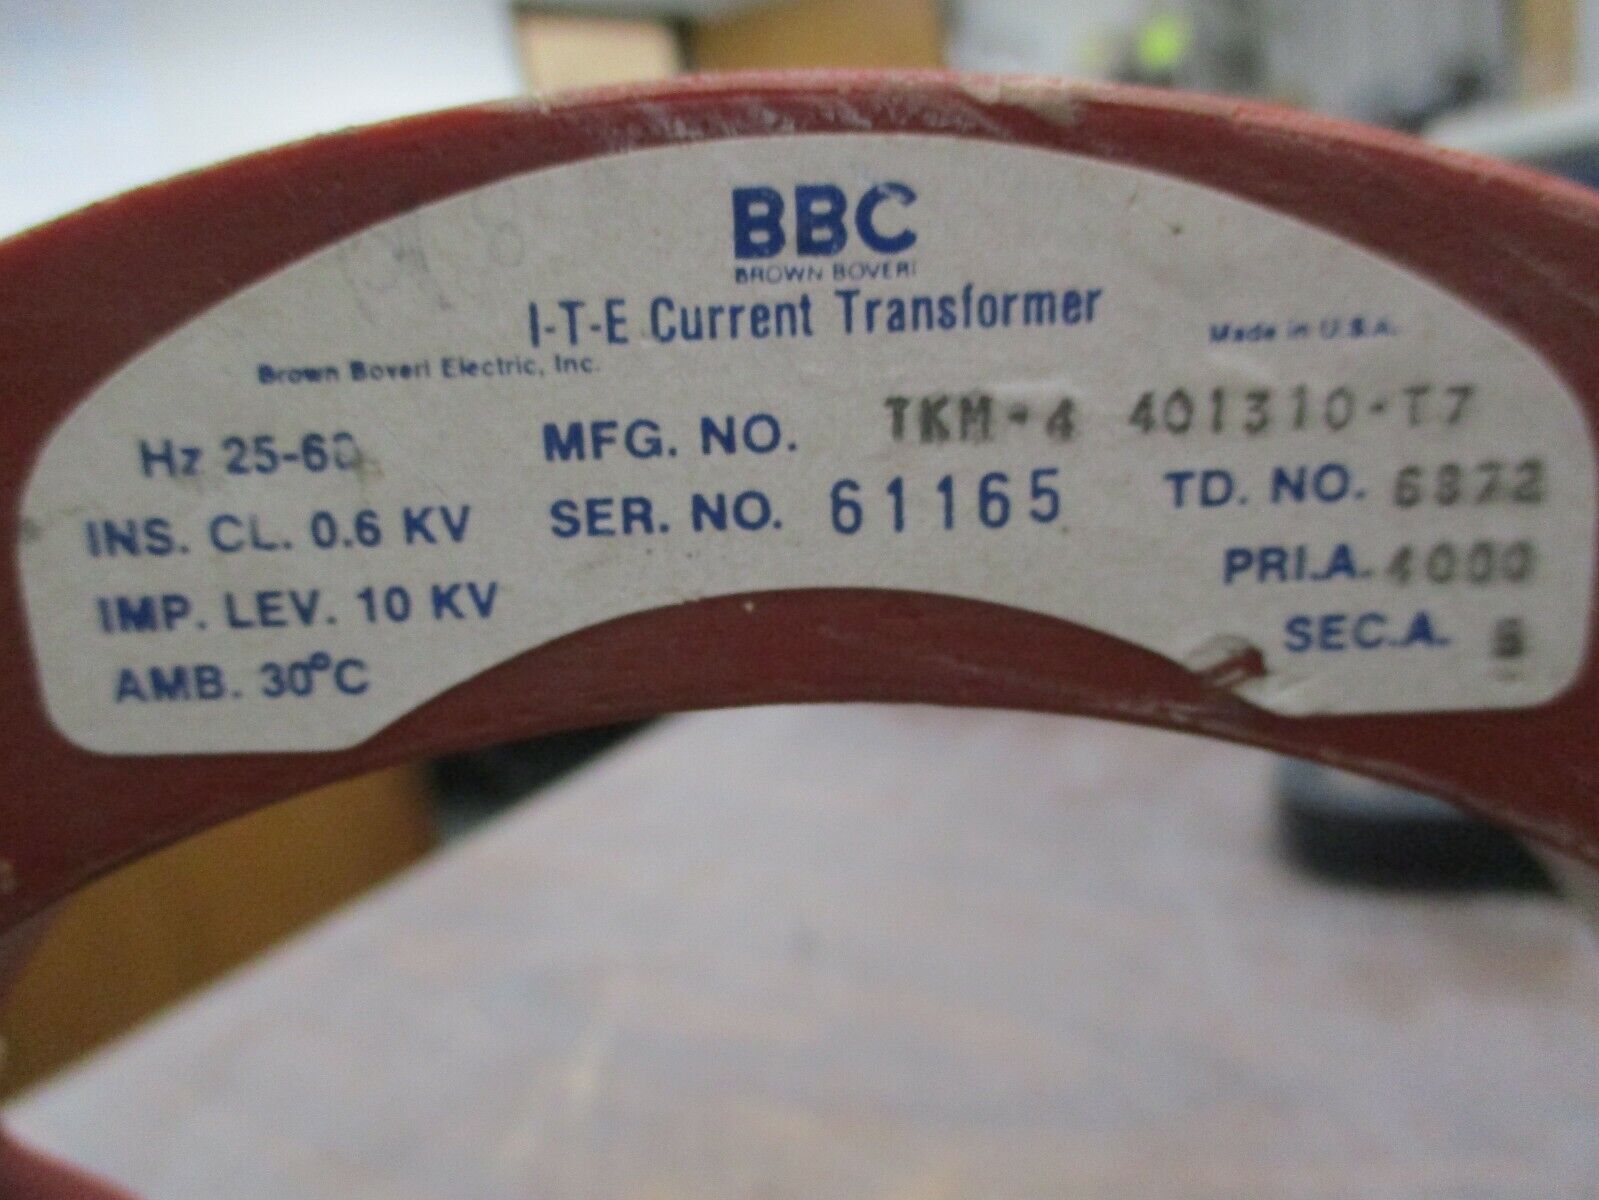 BBC
BROWN BOVERI
I-T-E Current Transformer
Brown Boveri Electric, Inc.
Made in U.S.A.
Hz 25-60
MFG. NO. TKM-4 401310-T7
INS. CL. 0.6 KV
SER. NO. 61165
TD. NO. 6872
IMP. LEV. 10 KV
PRI.A. 4000
AMB. 30°C
SEC.A. 5